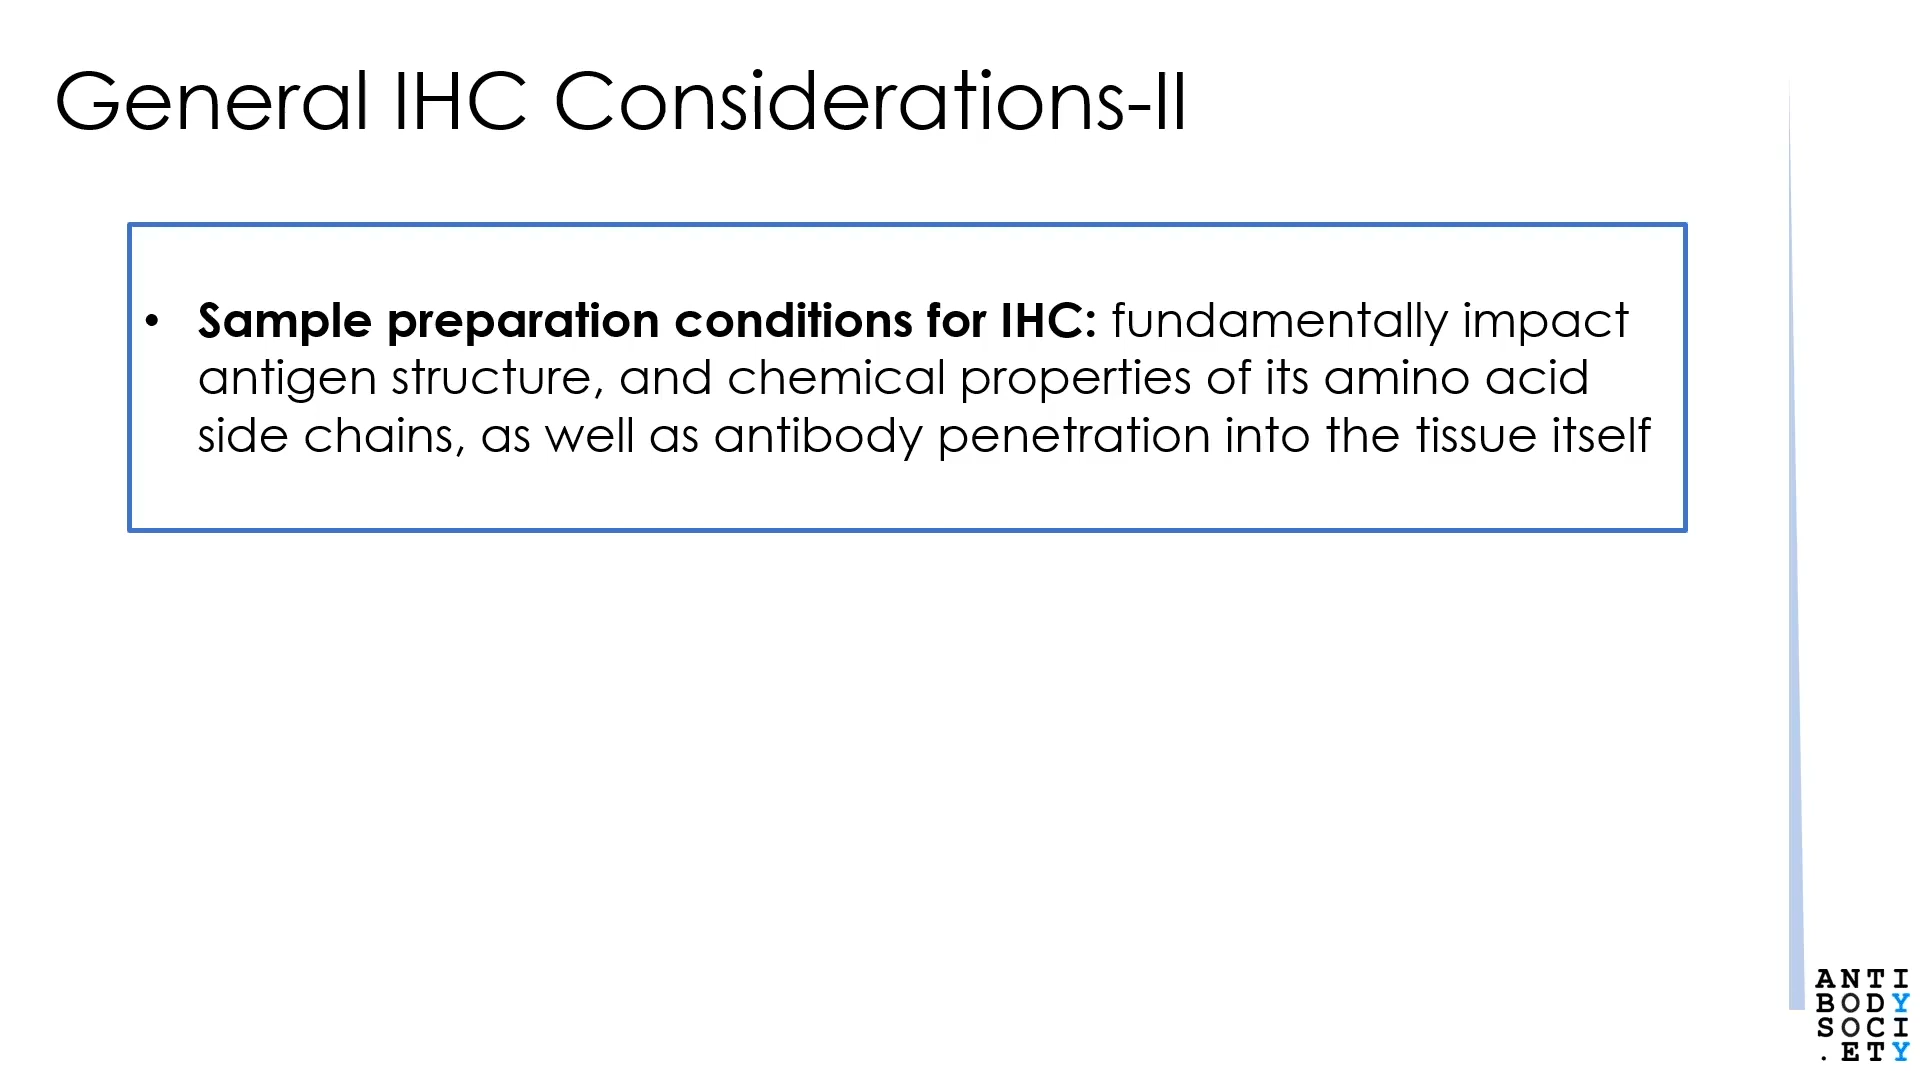 General IHC Considerations-II
• Sample preparation conditions for IHC: fundamentally impact
antigen structure, and chemical properties of its amino acid
side chains, as well as antibody penetration into the tissue itself
ANTI
BODY
SOCI
.ETY